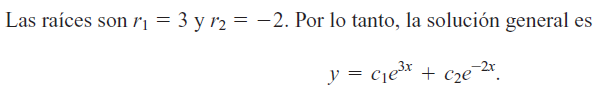 Las raíces son r₁ = 3 y r₂ = −2. Por lo tanto, la solución general es
y = c₁e³ˣ + c₂e⁻²ˣ.